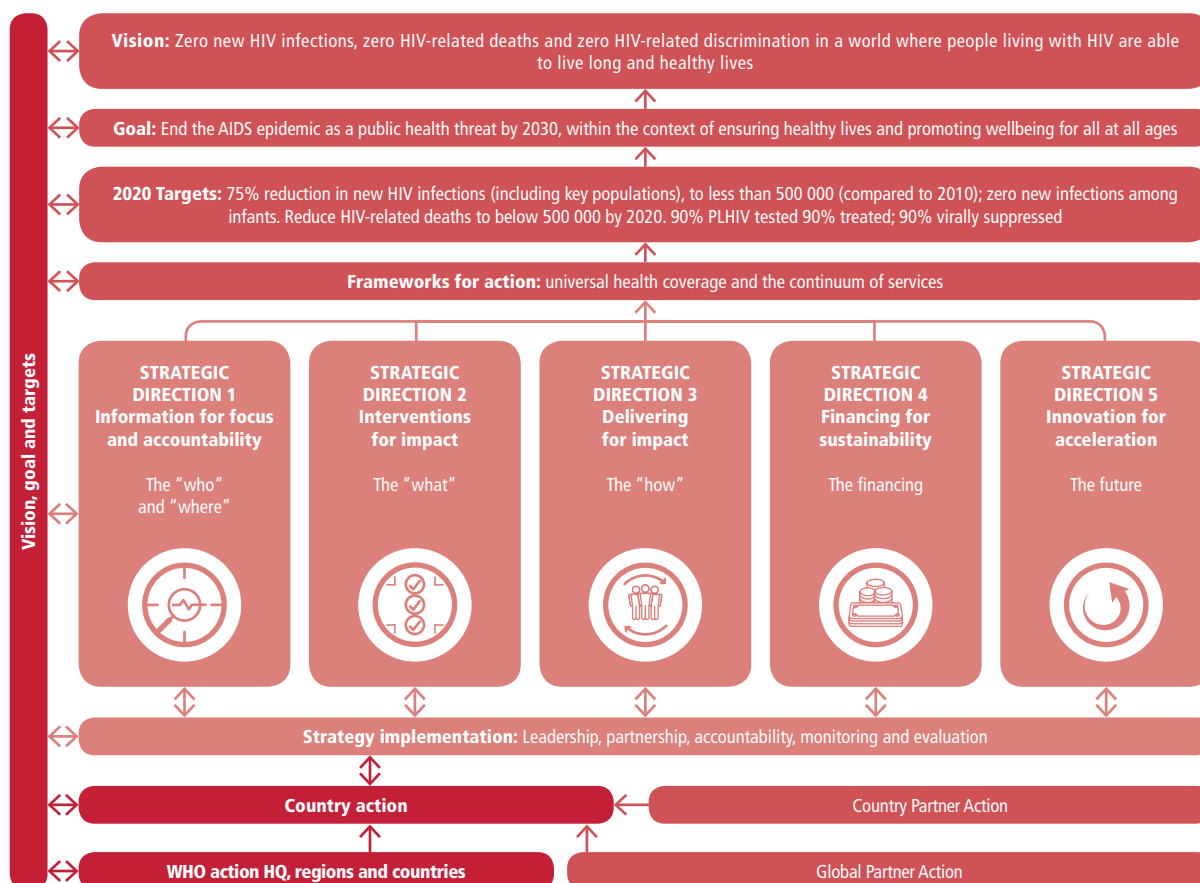 Vision, goal and targets
Vision: Zero new HIV infections, zero HIV-related deaths and zero HIV-related discrimination in a world where people living with HIV are able
to live long and healthy lives
Goal: End the AIDS epidemic as a public health threat by 2030, within the context of ensuring healthy lives and promoting wellbeing for all at all ages
2020 Targets: 75% reduction in new HIV infections (including key populations), to less than 500 000 (compared to 2010); zero new infections among
infants. Reduce HIV-related deaths to below 500 000 by 2020. 90% PLHIV tested 90% treated; 90% virally suppressed
Frameworks for action: universal health coverage and the continuum of services
STRATEGIC
DIRECTION 1
Information for focus
and accountability
The “who”
and “where”
STRATEGIC
DIRECTION 2
Interventions
for impact
The “what”
STRATEGIC
DIRECTION 3
Delivering
for impact
The “how”
STRATEGIC
DIRECTION 4
Financing for
sustainability
The financing
STRATEGIC
DIRECTION 5
Innovation for
acceleration
The future
Strategy implementation: Leadership, partnership, accountability, monitoring and evaluation
Country action
Country Partner Action
WHO action HQ, regions and countries
Global Partner Action